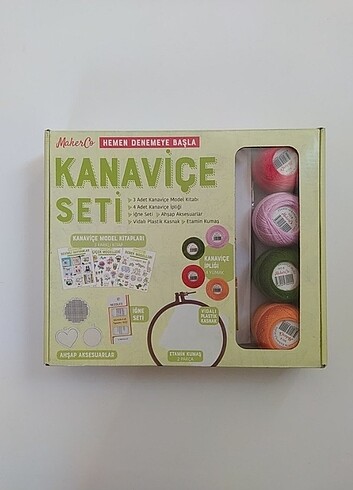 MakerCo
HEMEN DENEMEYE BAŞLA
KANAVİÇE
SETİ
3 Adet Kanaviçe Model Kitabı
4 Adet Kanaviçe İpliği
İğne Seti
Ahşap Aksesuarlar
Vidalı Plastik Kasnak
Etamin Kumaş
KANAVİÇE MODEL KİTAPLARI
KANAVİÇE
İPLİĞİ
İĞNE
SETİ
VIDALI
PLASTİK
KASNAK
AHŞAP AKSESUARLAR
ETAMİN KUMAŞ